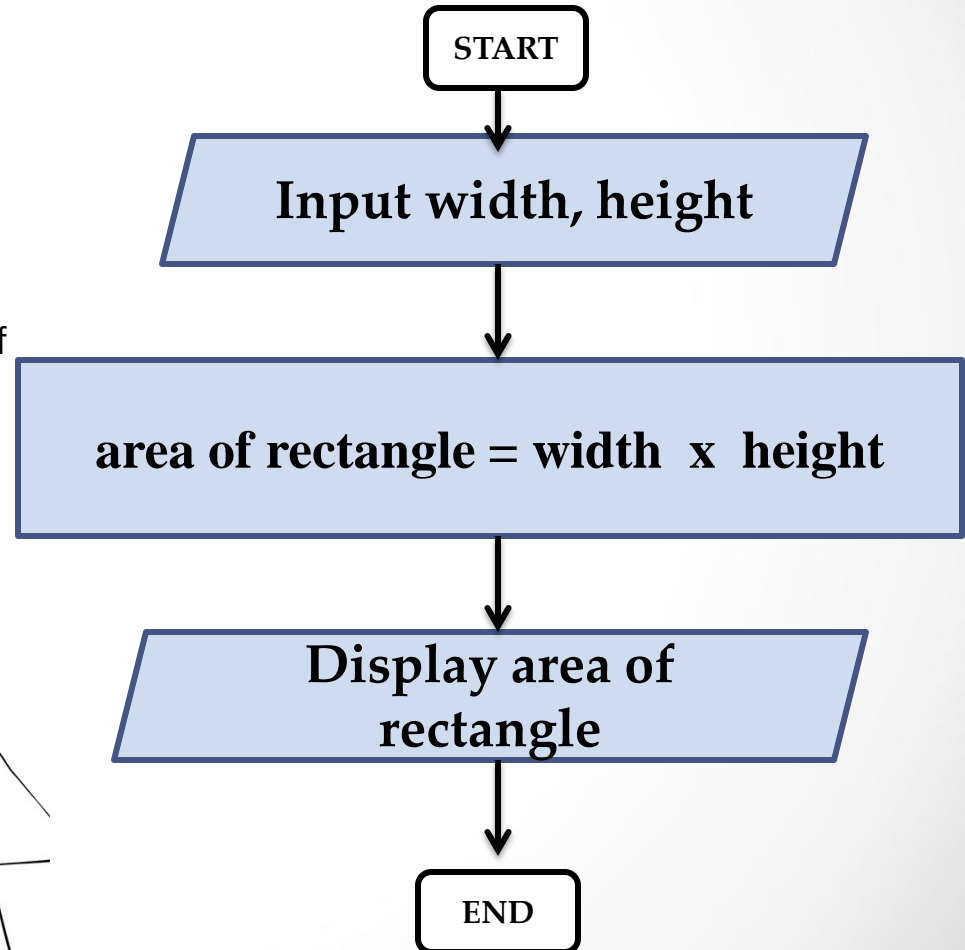 START
Input width, height
f
area of rectangle = width x height
Display area of
rectangle
END